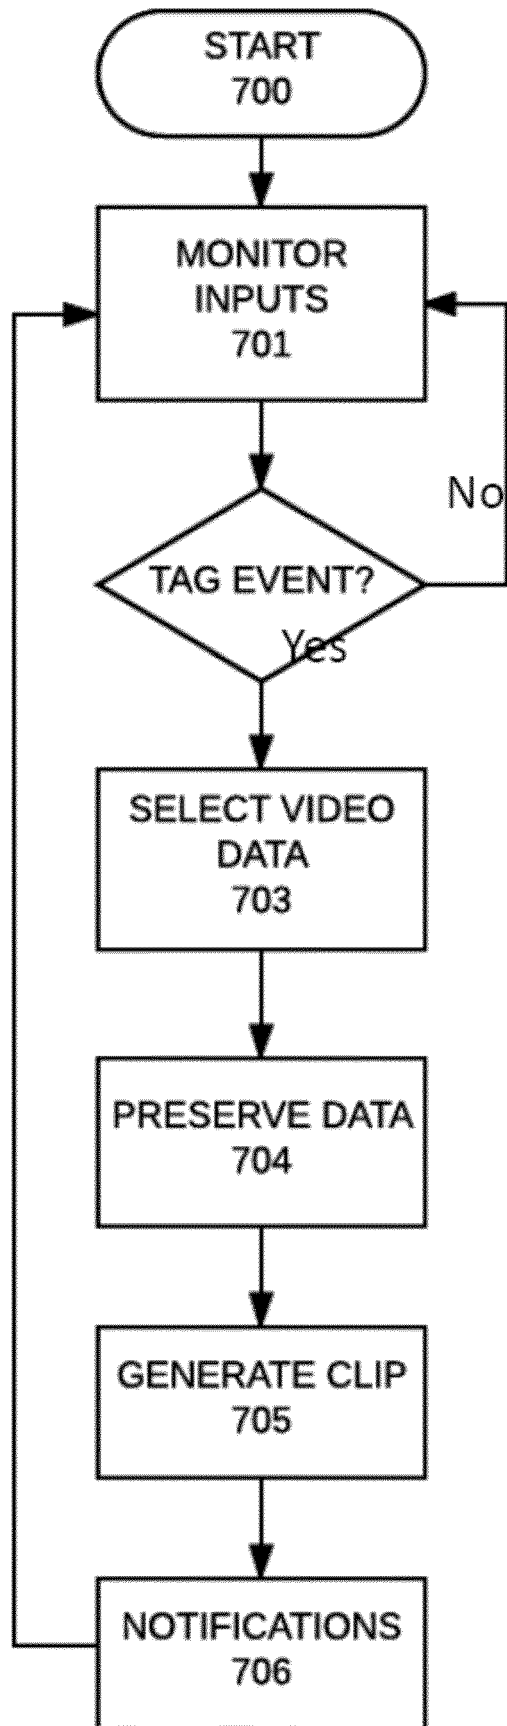 START
700
MONITOR
INPUTS
701
No
TAG EVENT?
Yes
SELECT VIDEO
DATA
703
PRESERVE DATA
704
GENERATE CLIP
705
NOTIFICATIONS
706